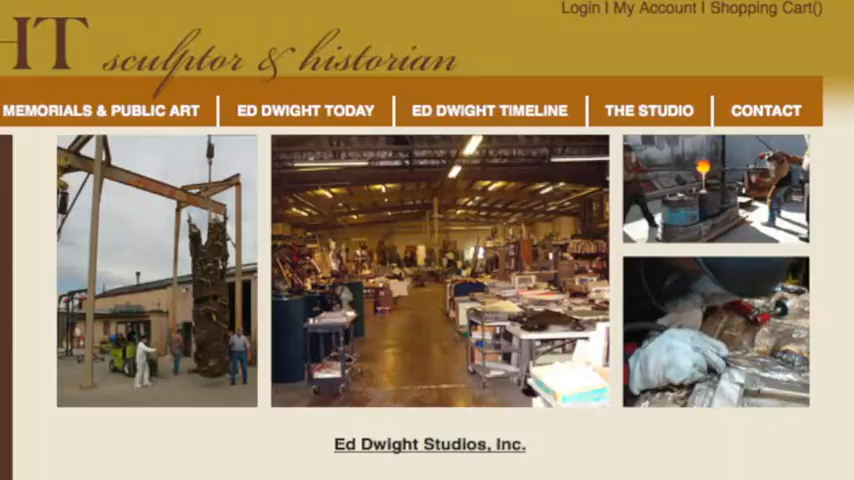 Login I My Account I Shopping Cart()
HT sculptor & historian
MEMORIALS & PUBLIC ART
ED DWIGHT TODAY
ED DWIGHT TIMELINE
THE STUDIO
CONTACT
Ed Dwight Studios, Inc.